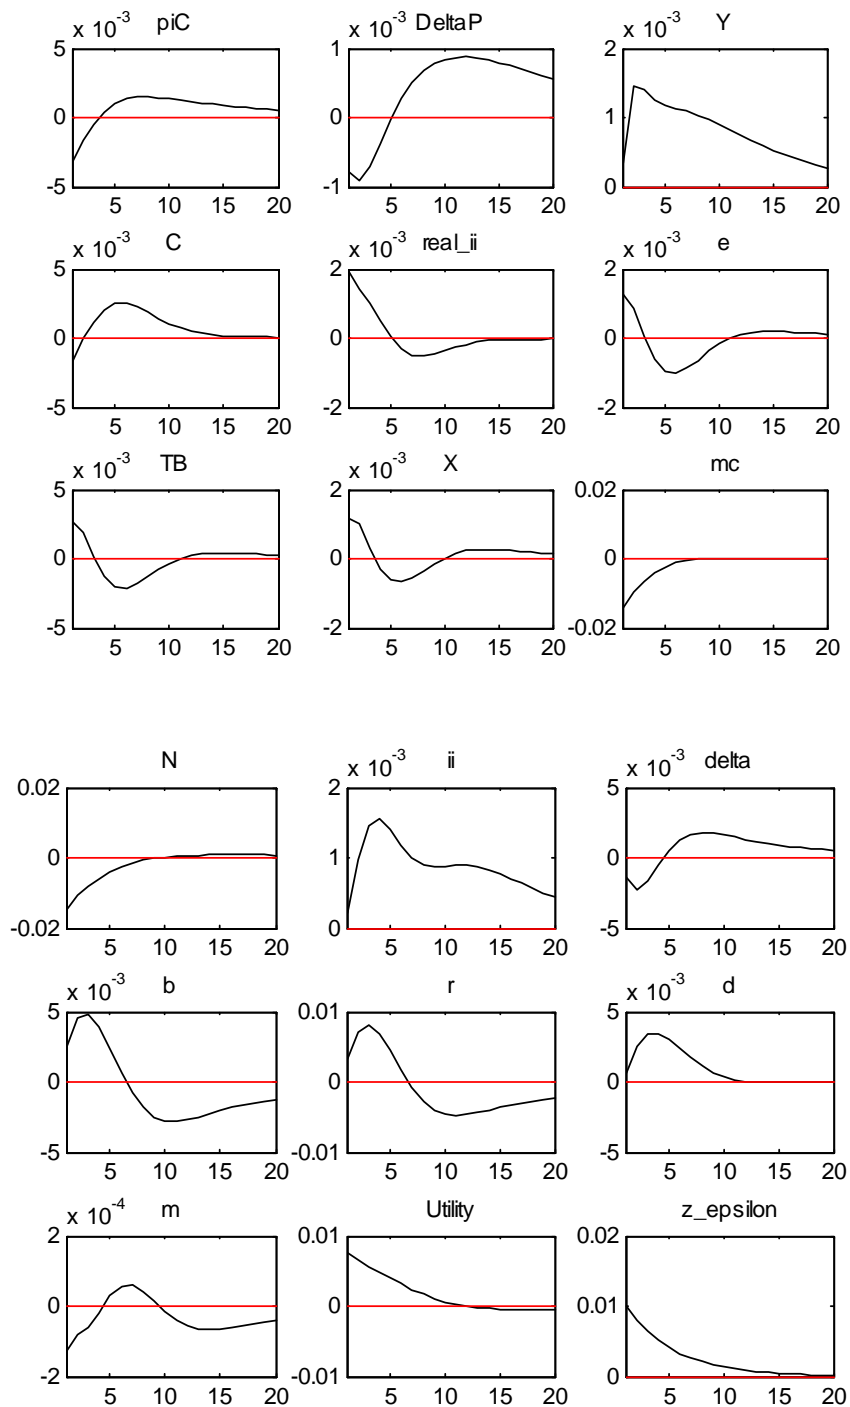 piC DeltaP Y
x 10^-3 x 10^-3 x 10^-3
5 1 2
0 0 1
-5 -1 0
5 10 15 20 5 10 15 20 5 10 15 20
C real_ii e
x 10^-3 x 10^-3 x 10^-3
5 2 2
0 0 0
-5 -2 -2
5 10 15 20 5 10 15 20 5 10 15 20
TB X mc
x 10^-3 x 10^-3
5 2 0.02
0 0 0
-5 -2 -0.02
5 10 15 20 5 10 15 20 5 10 15 20
N ii delta
x 10^-3 x 10^-3
0.02 2 5
0 1 0
-0.02 0 -5
5 10 15 20 5 10 15 20 5 10 15 20
b r d
x 10^-3 x 10^-3
5 0.01 5
0 0 0
-5 -0.01 -5
5 10 15 20 5 10 15 20 5 10 15 20
m Utility z_epsilon
x 10^-4
2 0.01 0.02
0 0 0.01
-2 -0.01 0
5 10 15 20 5 10 15 20 5 10 15 20